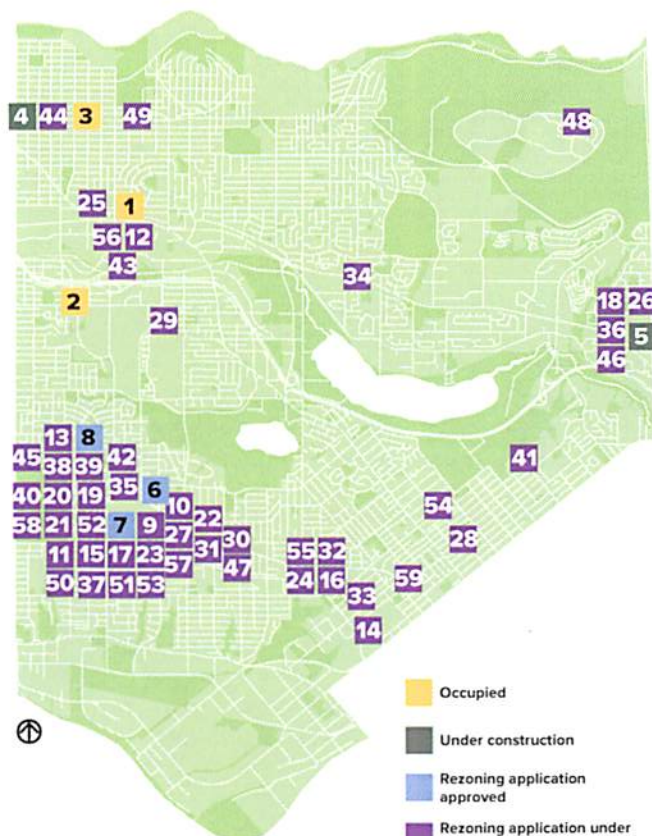 4 44 3 49
48
25 1
56 12
43
34
2
29
18 26
36 5
46
13 8
45 38 39 42
41
40 20 19 35 6
10
54
58 21 52 7 9 27 22
30
28
11 15 17 23 31
57 47
55 32
50 37 51 53
24 16
59
33
14
Occupied
Under construction
Rezoning application
approved
Rezoning application under